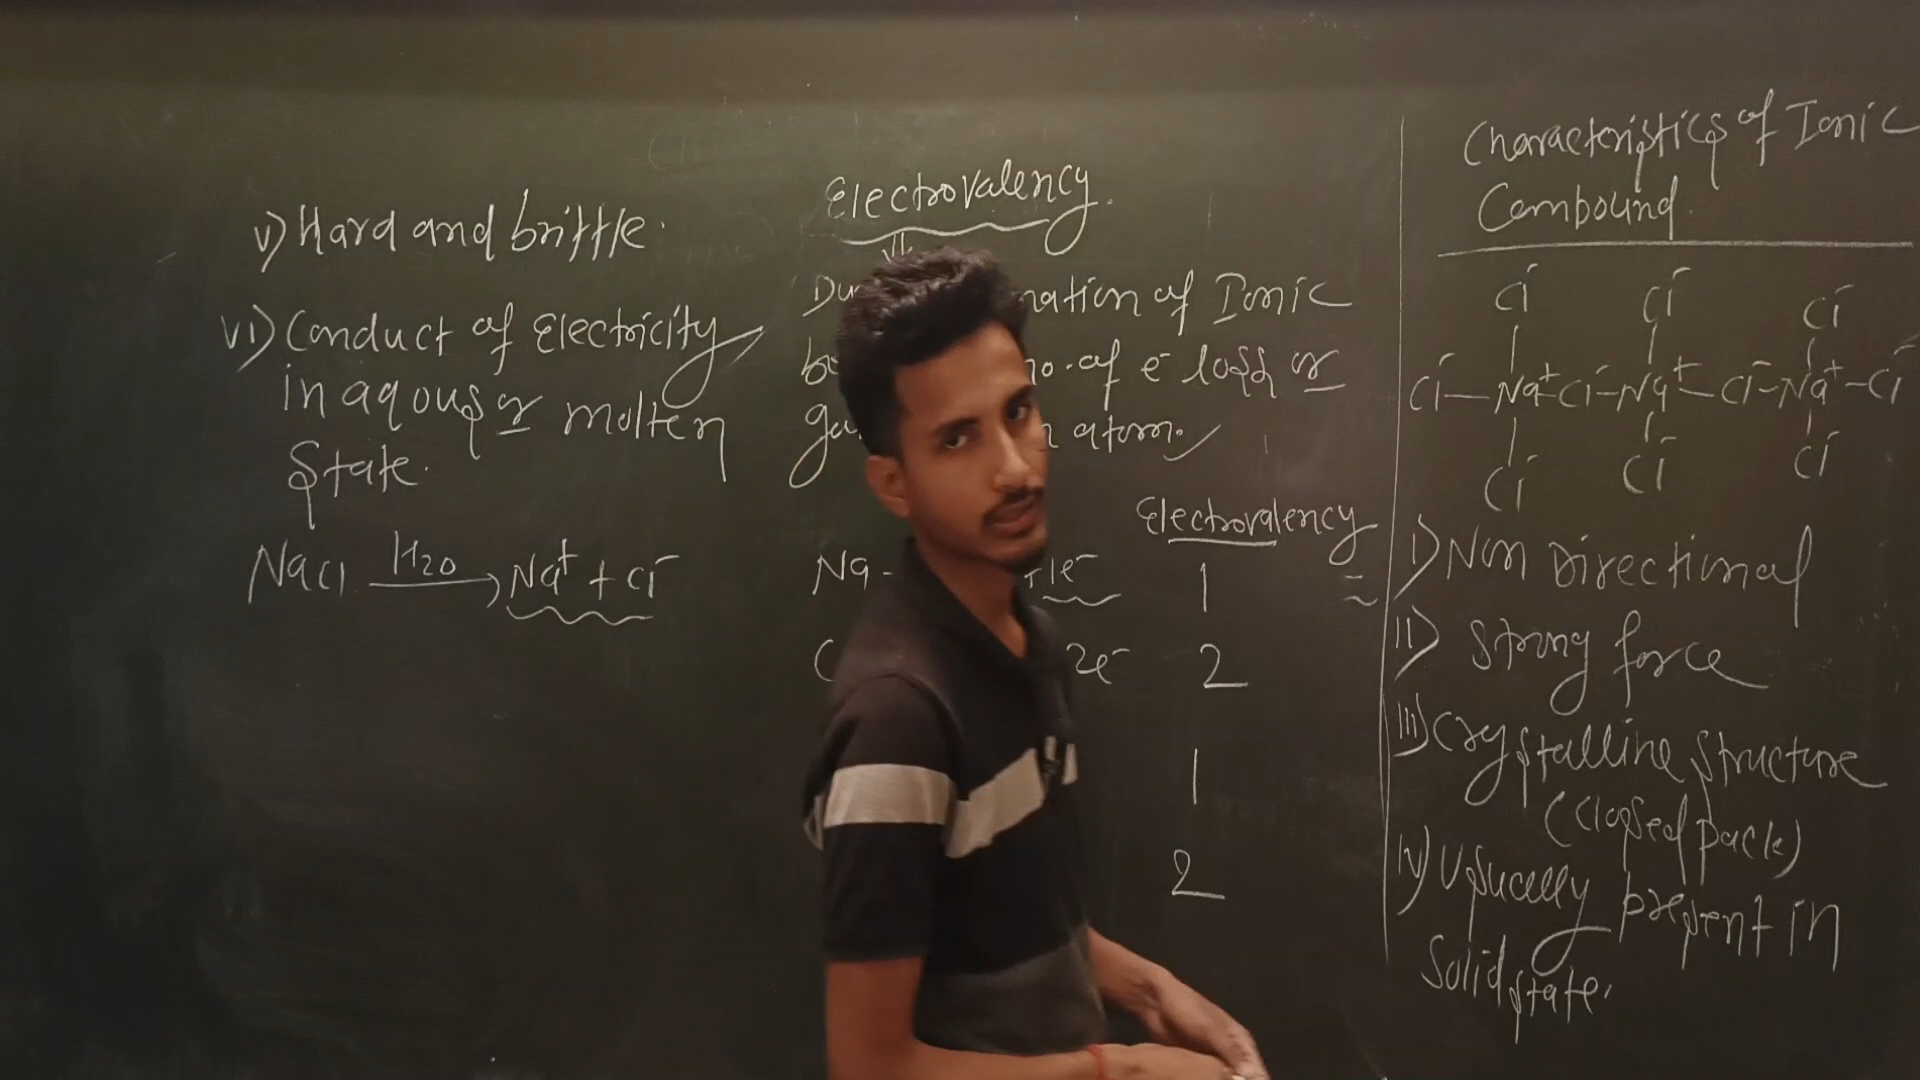 v) Hard and brittle.
vi) Conduct of Electricity
in aqous or molten
State.
NaCl H2O → Na+ + Cl-
Electrovalency.
⇓
Du nation of Ionic
b no. of e- loss or
ga atom.
Electrovalency
Na - +1e- 1
C 2e- 2
1
2
Characteristics of Ionic
Compound.
Cl- Cl- Cl-
Cl- — Na+ Cl- - Na+ — Cl- - Na+ - Cl-
Cl- Cl- Cl-
I) Non Directional
II) Strong force
III) Crystalline structure
(Closed pack)
IV) Usually present in
Solid state.